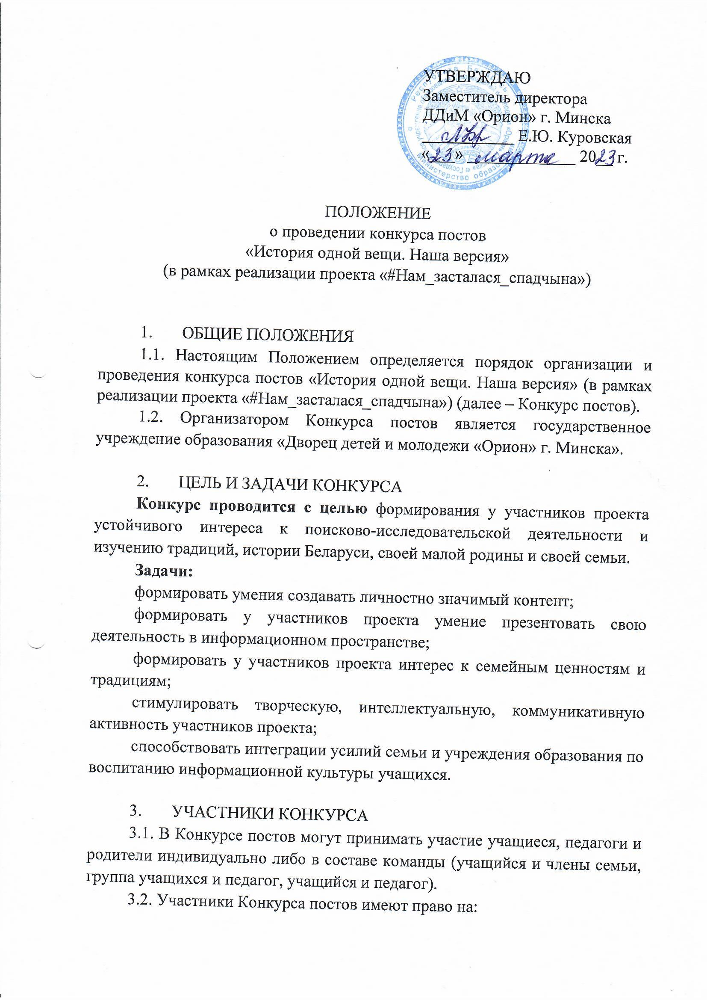 УТВЕРЖДАЮ
Заместитель директора
ДДиМ «Орион» г. Минска
Е.Ю. Куровская
«23» марта 2023 г.
Республика Беларусь
Министерство образования
ПОЛОЖЕНИЕ
о проведении конкурса постов
«История одной вещи. Наша версия»
(в рамках реализации проекта «#Нам_засталася_спадчына»)
1. ОБЩИЕ ПОЛОЖЕНИЯ
1.1. Настоящим Положением определяется порядок организации и
проведения конкурса постов «История одной вещи. Наша версия» (в рамках
реализации проекта «#Нам_засталася_спадчына») (далее – Конкурс постов).
1.2. Организатором Конкурса постов является государственное
учреждение образования «Дворец детей и молодежи «Орион» г. Минска».
2. ЦЕЛЬ И ЗАДАЧИ КОНКУРСА
Конкурс проводится с целью формирования у участников проекта
устойчивого интереса к поисково-исследовательской деятельности и
изучению традиций, истории Беларуси, своей малой родины и своей семьи.
Задачи:
формировать умения создавать личностно значимый контент;
формировать у участников проекта умение презентовать свою
деятельность в информационном пространстве;
формировать у участников проекта интерес к семейным ценностям и
традициям;
стимулировать творческую, интеллектуальную, коммуникативную
активность участников проекта;
способствовать интеграции усилий семьи и учреждения образования по
воспитанию информационной культуры учащихся.
3. УЧАСТНИКИ КОНКУРСА
3.1. В Конкурсе постов могут принимать участие учащиеся, педагоги и
родители индивидуально либо в составе команды (учащийся и члены семьи,
группа учащихся и педагог, учащийся и педагог).
3.2. Участники Конкурса постов имеют право на: